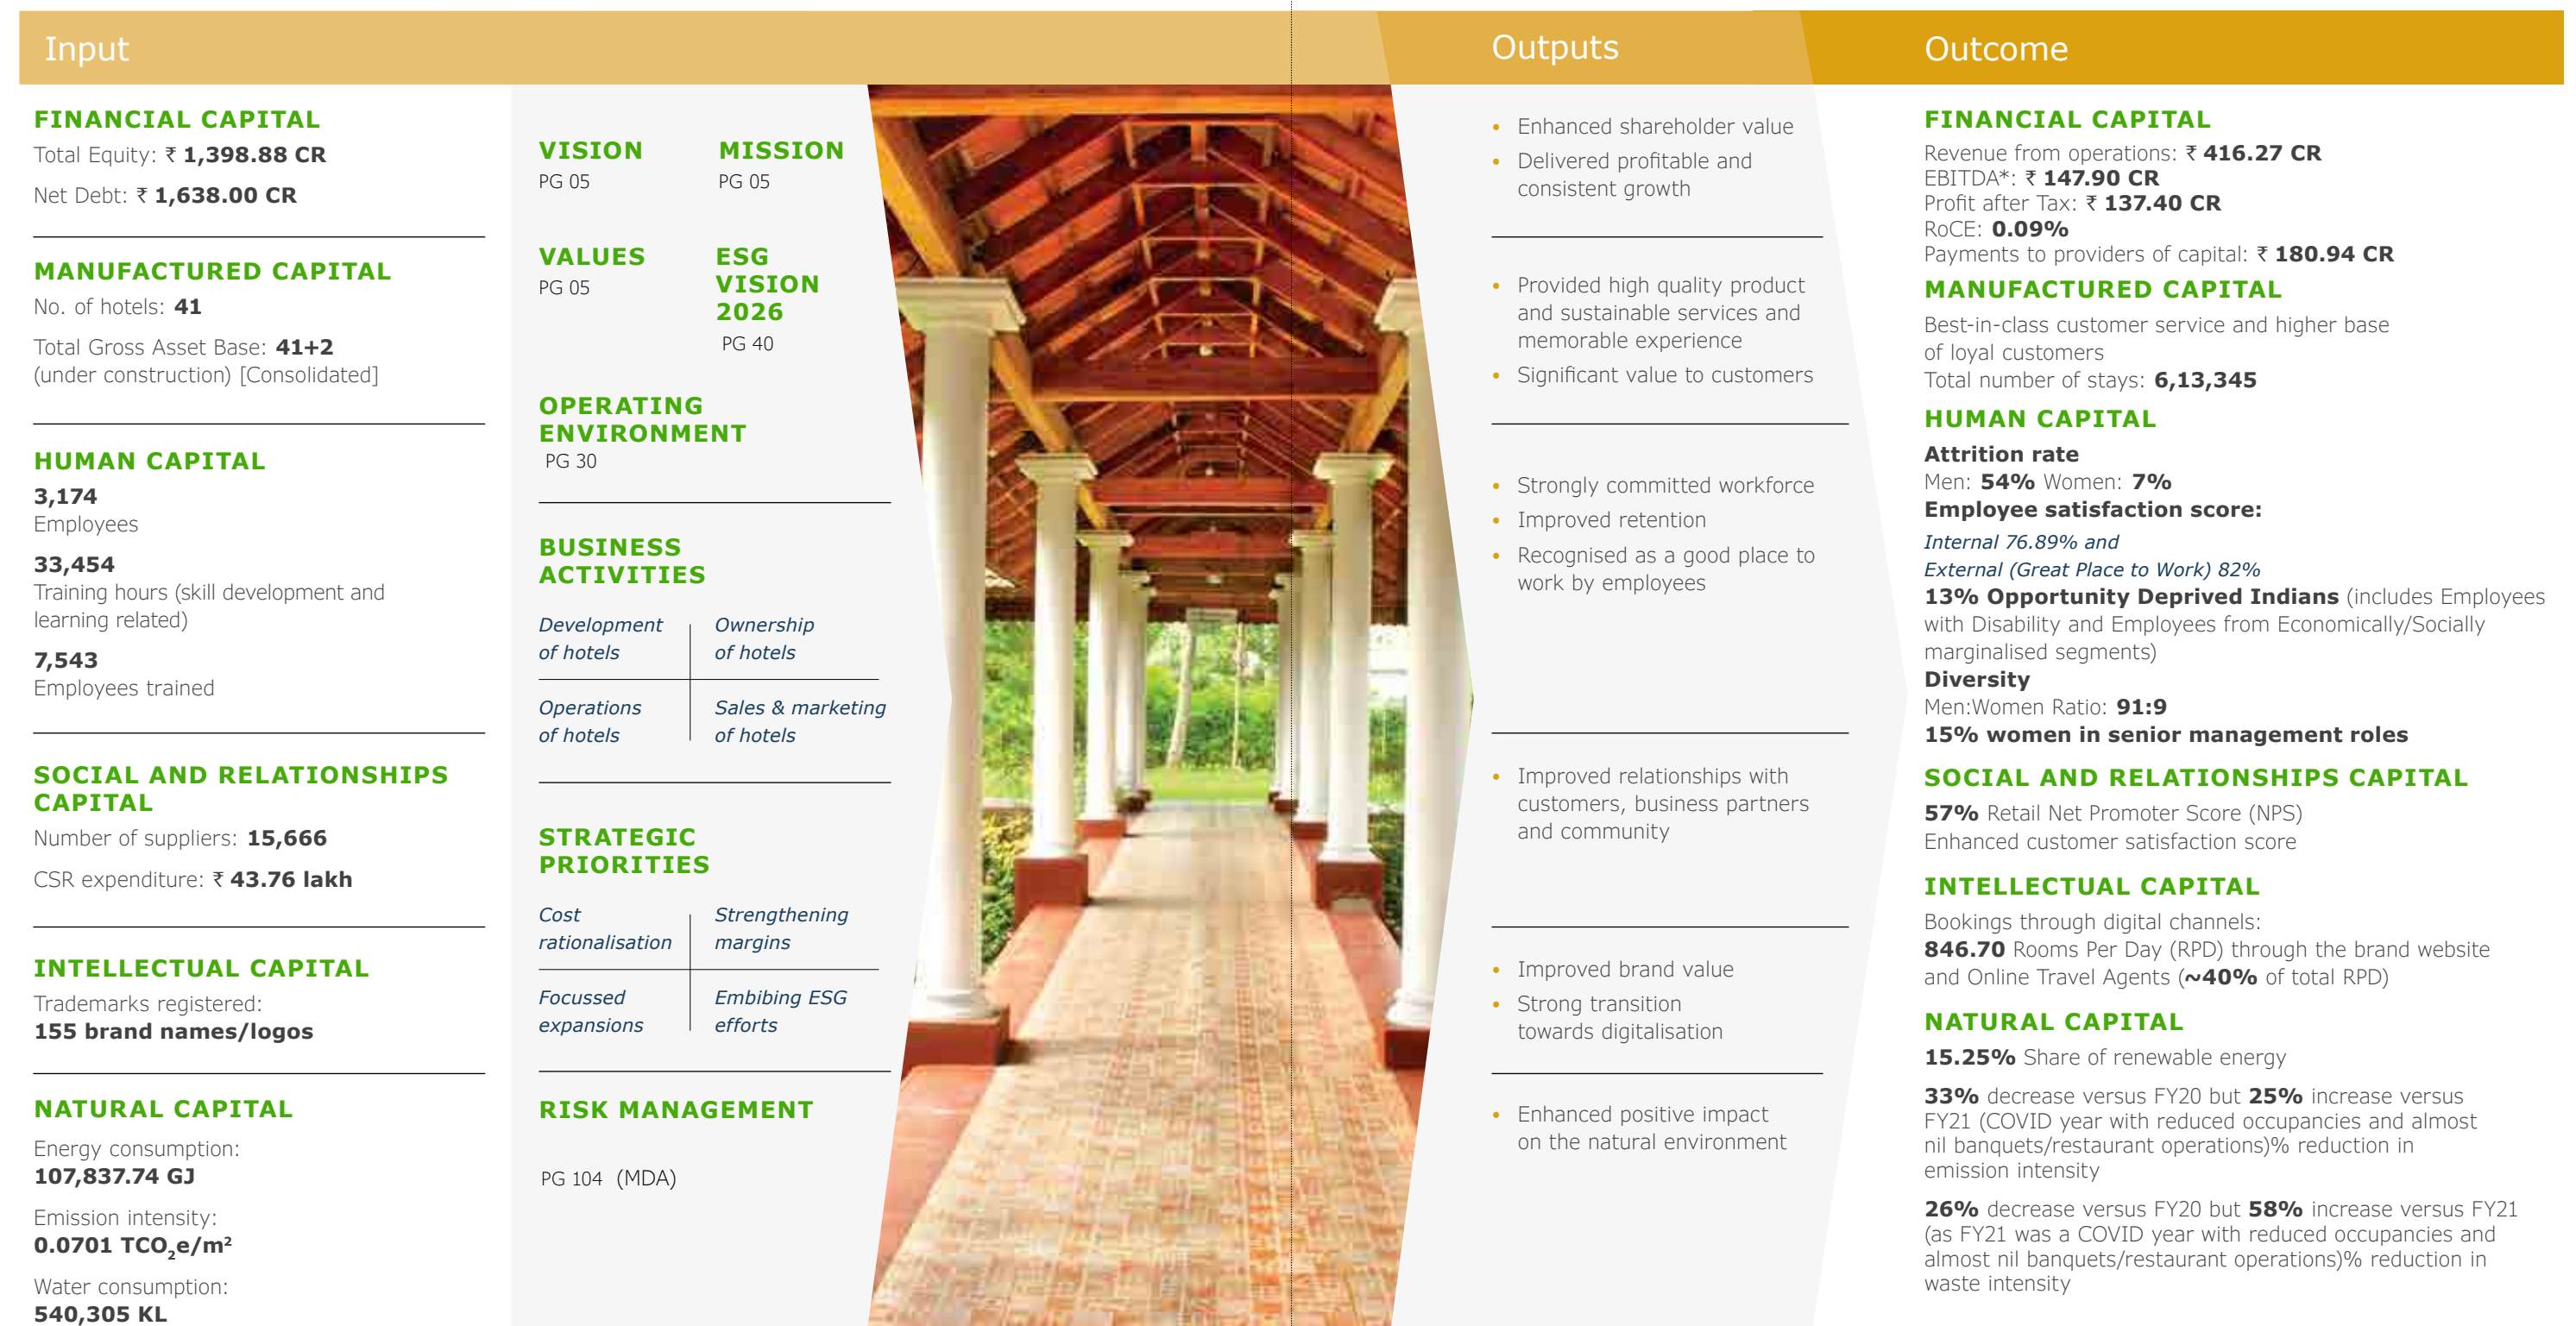 Input
FINANCIAL CAPITAL
Total Equity: ₹ 1,398.88 CR
Net Debt: ₹ 1,638.00 CR
MANUFACTURED CAPITAL
No. of hotels: 41
Total Gross Asset Base: 41+2
(under construction) [Consolidated]
HUMAN CAPITAL
3,174
Employees
33,454
Training hours (skill development and
learning related)
7,543
Employees trained
SOCIAL AND RELATIONSHIPS
CAPITAL
Number of suppliers: 15,666
CSR expenditure: ₹ 43.76 lakh
INTELLECTUAL CAPITAL
Trademarks registered:
155 brand names/logos
NATURAL CAPITAL
Energy consumption:
107,837.74 GJ
Emission intensity:
0.0701 TCO₂e/m²
Water consumption:
540,305 KL
VISION
PG 05
MISSION
PG 05
VALUES
PG 05
ESG
VISION
2026
PG 40
OPERATING
ENVIRONMENT
PG 30
BUSINESS
ACTIVITIES
Development
of hotels
Ownership
of hotels
Operations
of hotels
Sales & marketing
of hotels
STRATEGIC
PRIORITIES
Cost
rationalisation
Strengthening
margins
Focussed
expansions
Embibing ESG
efforts
RISK MANAGEMENT
PG 104 (MDA)
Outputs
• Enhanced shareholder value
• Delivered profitable and
consistent growth
• Provided high quality product
and sustainable services and
memorable experience
• Significant value to customers
• Strongly committed workforce
• Improved retention
• Recognised as a good place to
work by employees
• Improved relationships with
customers, business partners
and community
• Improved brand value
• Strong transition
towards digitalisation
• Enhanced positive impact
on the natural environment
Outcome
FINANCIAL CAPITAL
Revenue from operations: ₹ 416.27 CR
EBITDA*: ₹ 147.90 CR
Profit after Tax: ₹ 137.40 CR
RoCE: 0.09%
Payments to providers of capital: ₹ 180.94 CR
MANUFACTURED CAPITAL
Best-in-class customer service and higher base
of loyal customers
Total number of stays: 6,13,345
HUMAN CAPITAL
Attrition rate
Men: 54% Women: 7%
Employee satisfaction score:
Internal 76.89% and
External (Great Place to Work) 82%
13% Opportunity Deprived Indians (includes Employees
with Disability and Employees from Economically/Socially
marginalised segments)
Diversity
Men:Women Ratio: 91:9
15% women in senior management roles
SOCIAL AND RELATIONSHIPS CAPITAL
57% Retail Net Promoter Score (NPS)
Enhanced customer satisfaction score
INTELLECTUAL CAPITAL
Bookings through digital channels:
846.70 Rooms Per Day (RPD) through the brand website
and Online Travel Agents (~40% of total RPD)
NATURAL CAPITAL
15.25% Share of renewable energy
33% decrease versus FY20 but 25% increase versus
FY21 (COVID year with reduced occupancies and almost
nil banquets/restaurant operations)% reduction in
emission intensity
26% decrease versus FY20 but 58% increase versus FY21
(as FY21 was a COVID year with reduced occupancies and
almost nil banquets/restaurant operations)% reduction in
waste intensity